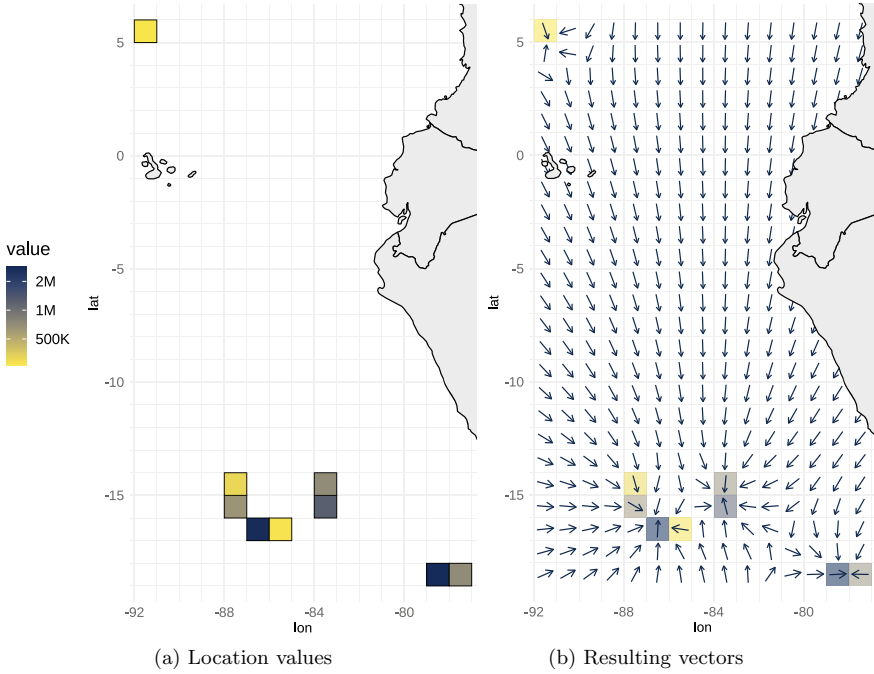 value
2M
1M
500K
lat
5
0
-5
-10
-15
-92
-88
-84
-80
lon
(a) Location values
lat
5
0
-5
-10
-15
-92
-88
-84
-80
lon
(b) Resulting vectors